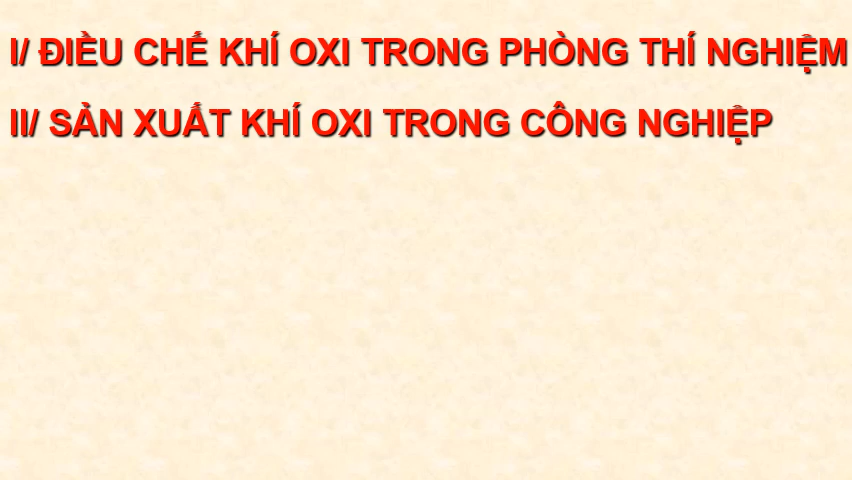 I/ ĐIỀU CHẾ KHÍ OXI TRONG PHÒNG THÍ NGHIỆM
II/ SẢN XUẤT KHÍ OXI TRONG CÔNG NGHIỆP